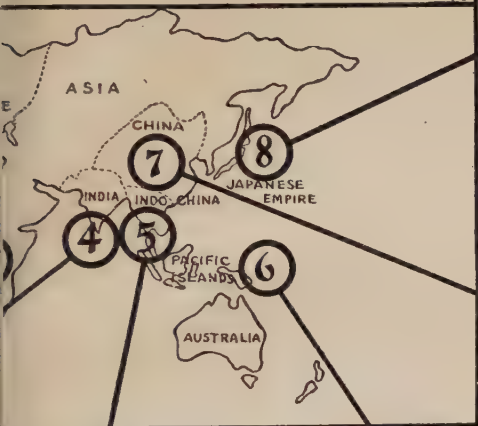 ASIA
E
CHINA
7
8
JAPANESE
EMPIRE
INDIA
INDO-CHINA
4
5
PACIFIC
ISLANDS
6
AUSTRALIA